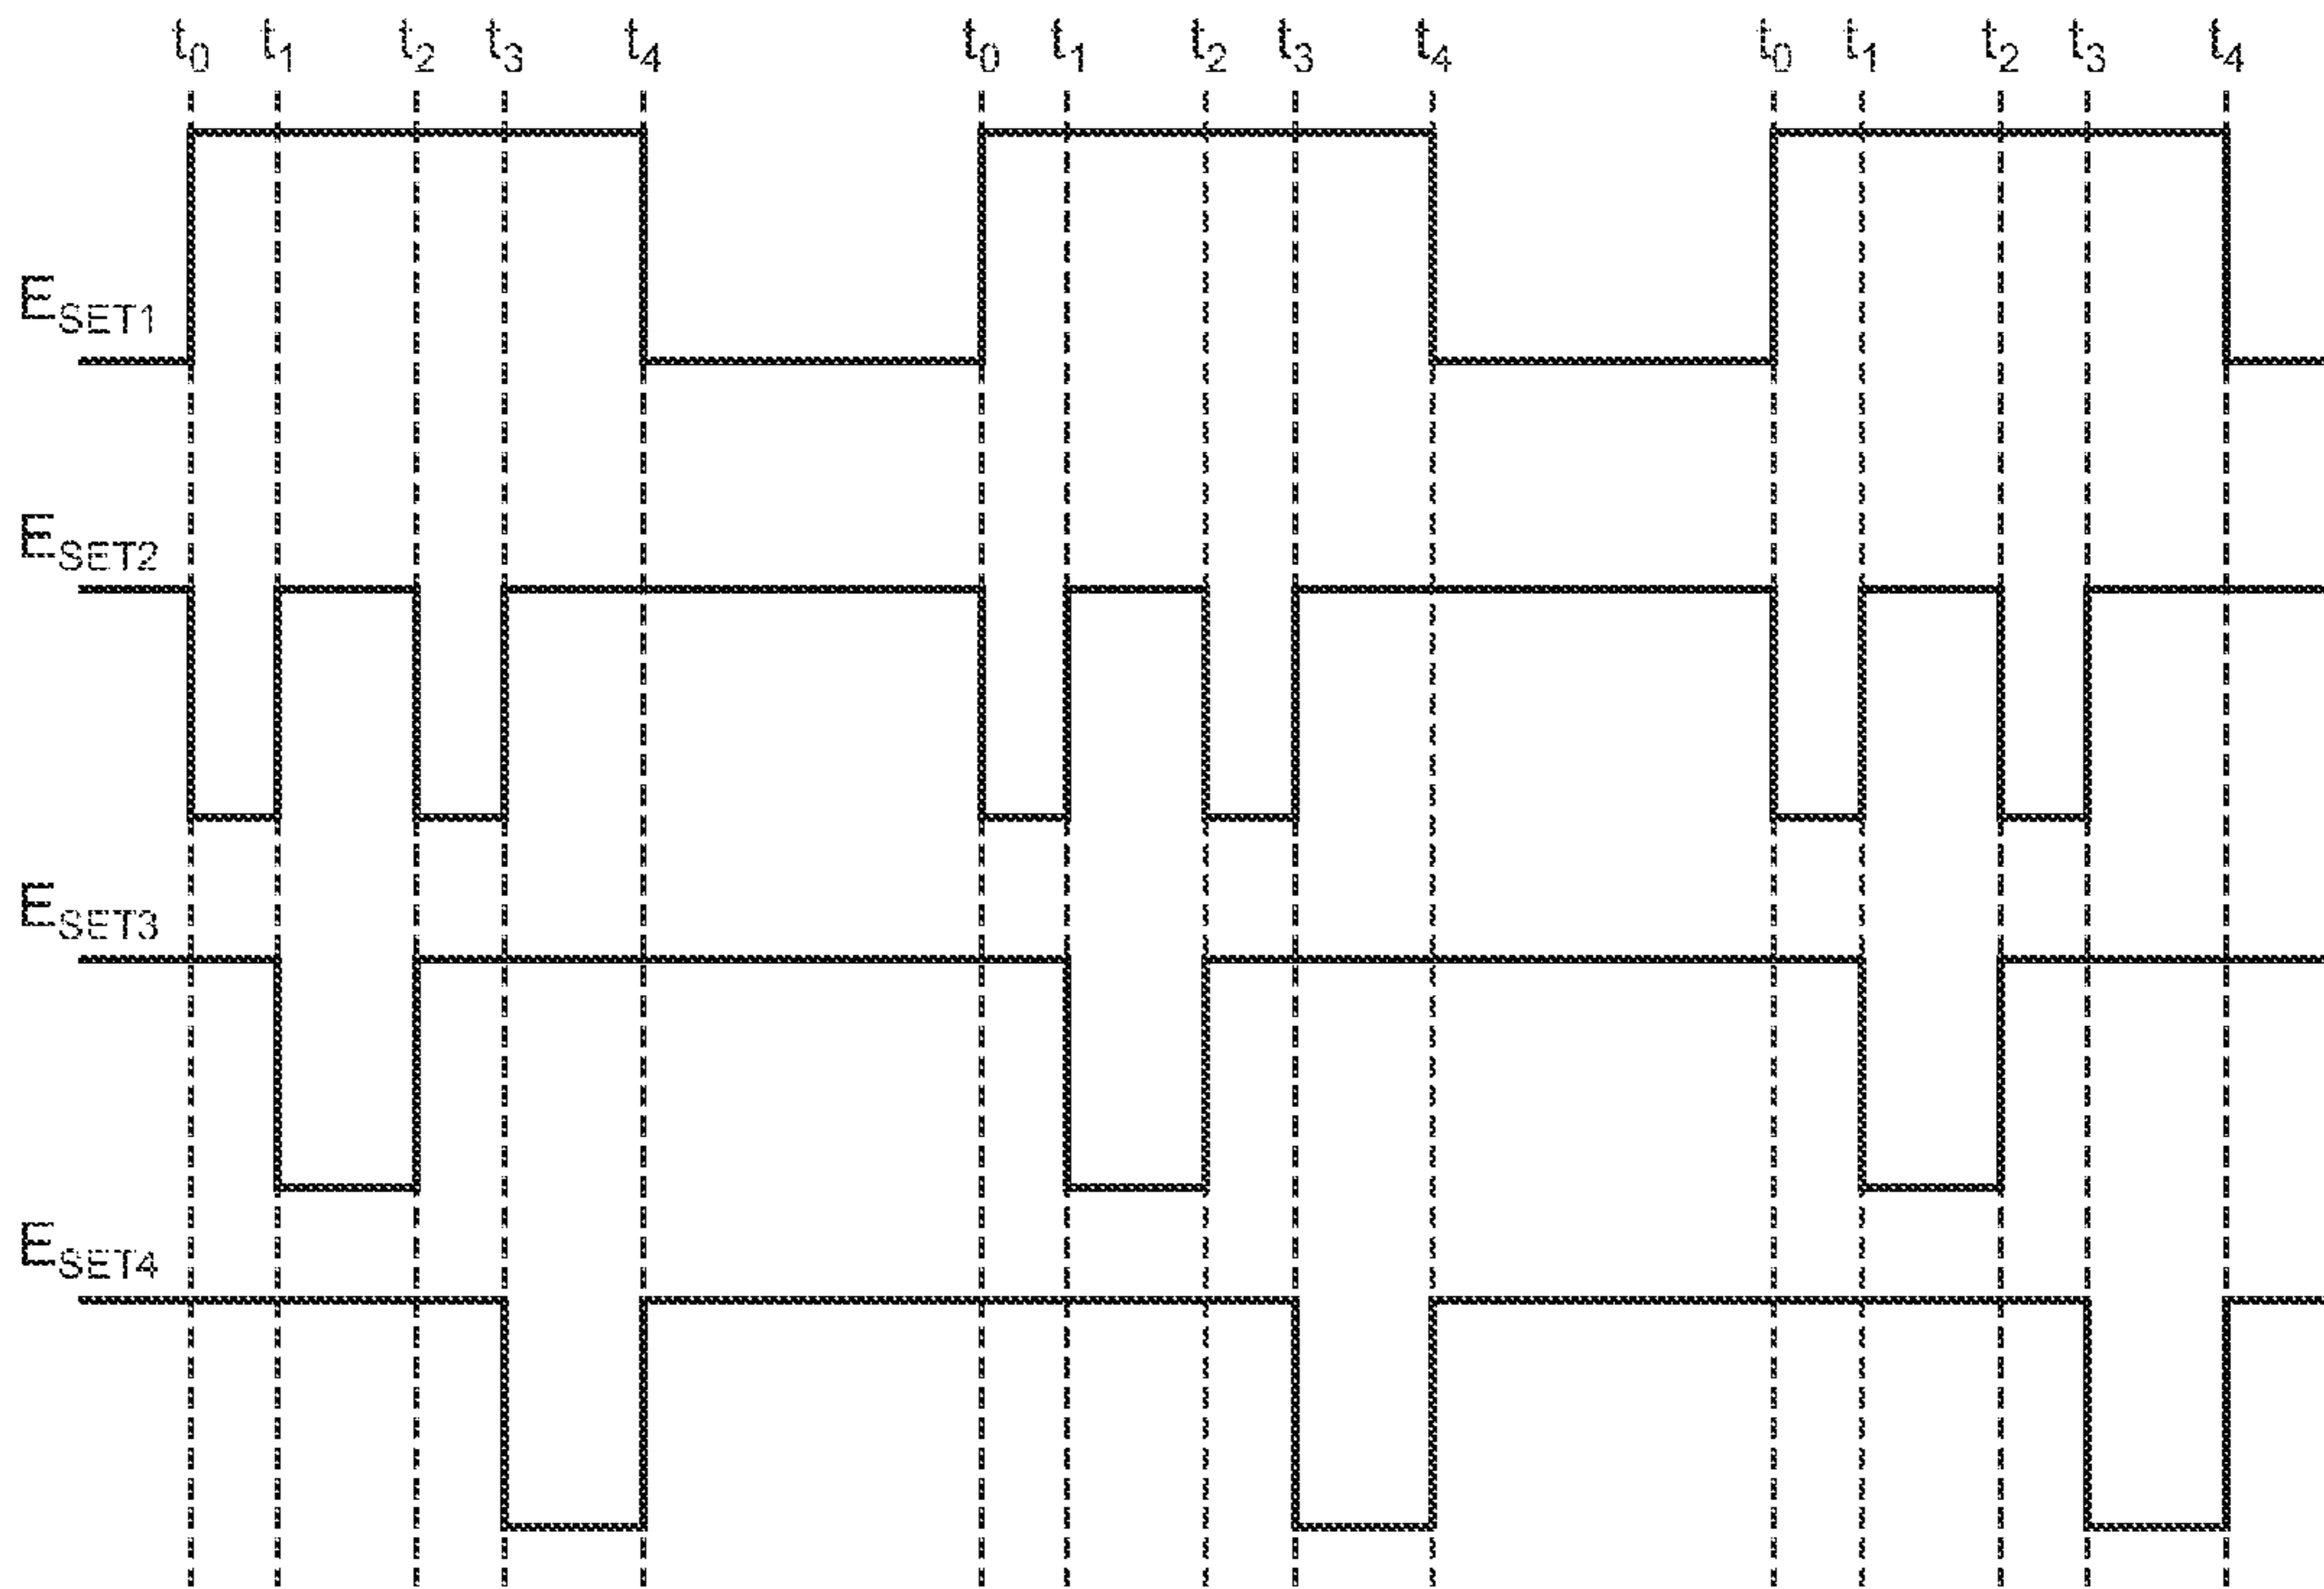 t0 t1 t2 t3 t4 t0 t1 t2 t3 t4 t0 t1 t2 t3 t4
ESET1
ESET2
ESET3
ESET4